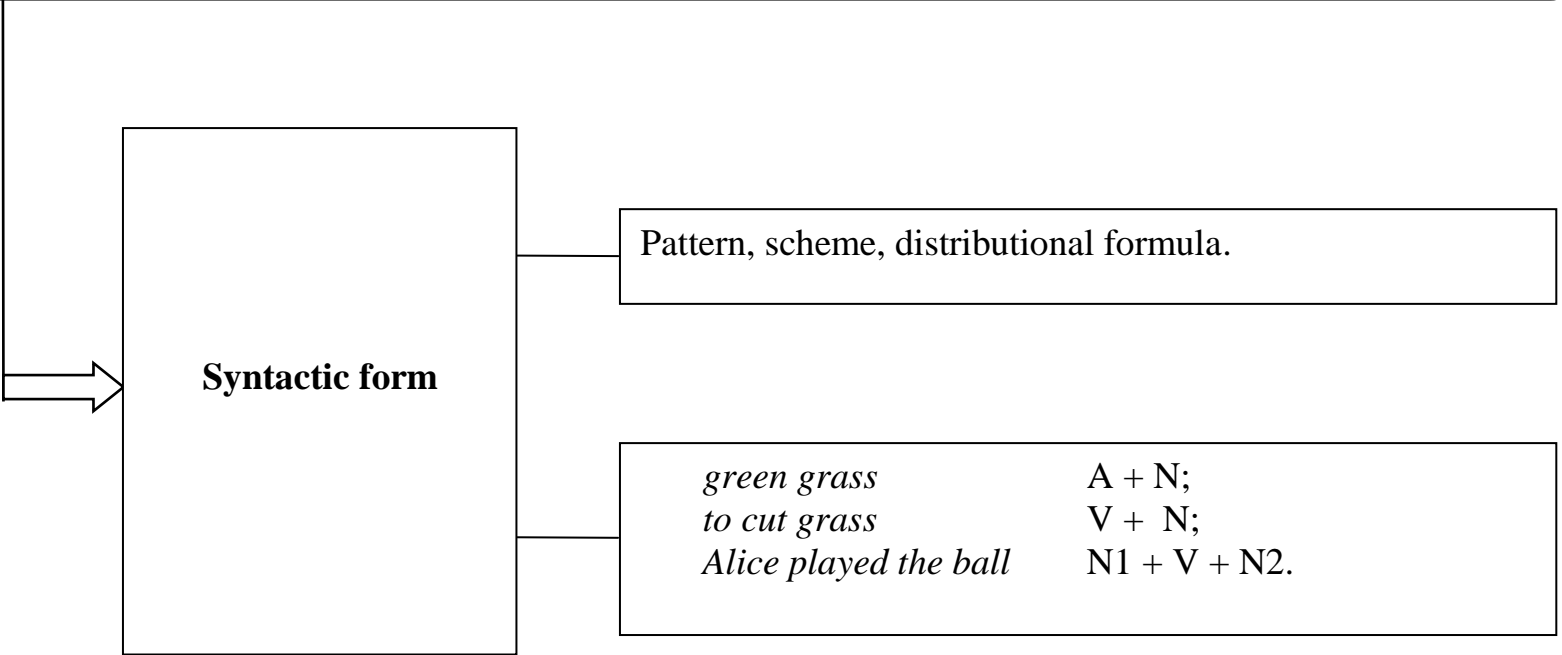 Pattern, scheme, distributional formula.
Syntactic form
green grass A + N;
to cut grass V + N;
Alice played the ball N1 + V + N2.